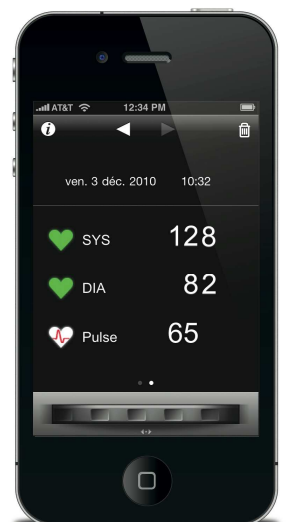 AT&T 12:34 PM
ven. 3 déc. 2010 10:32
SYS 128
DIA 82
Pulse 65